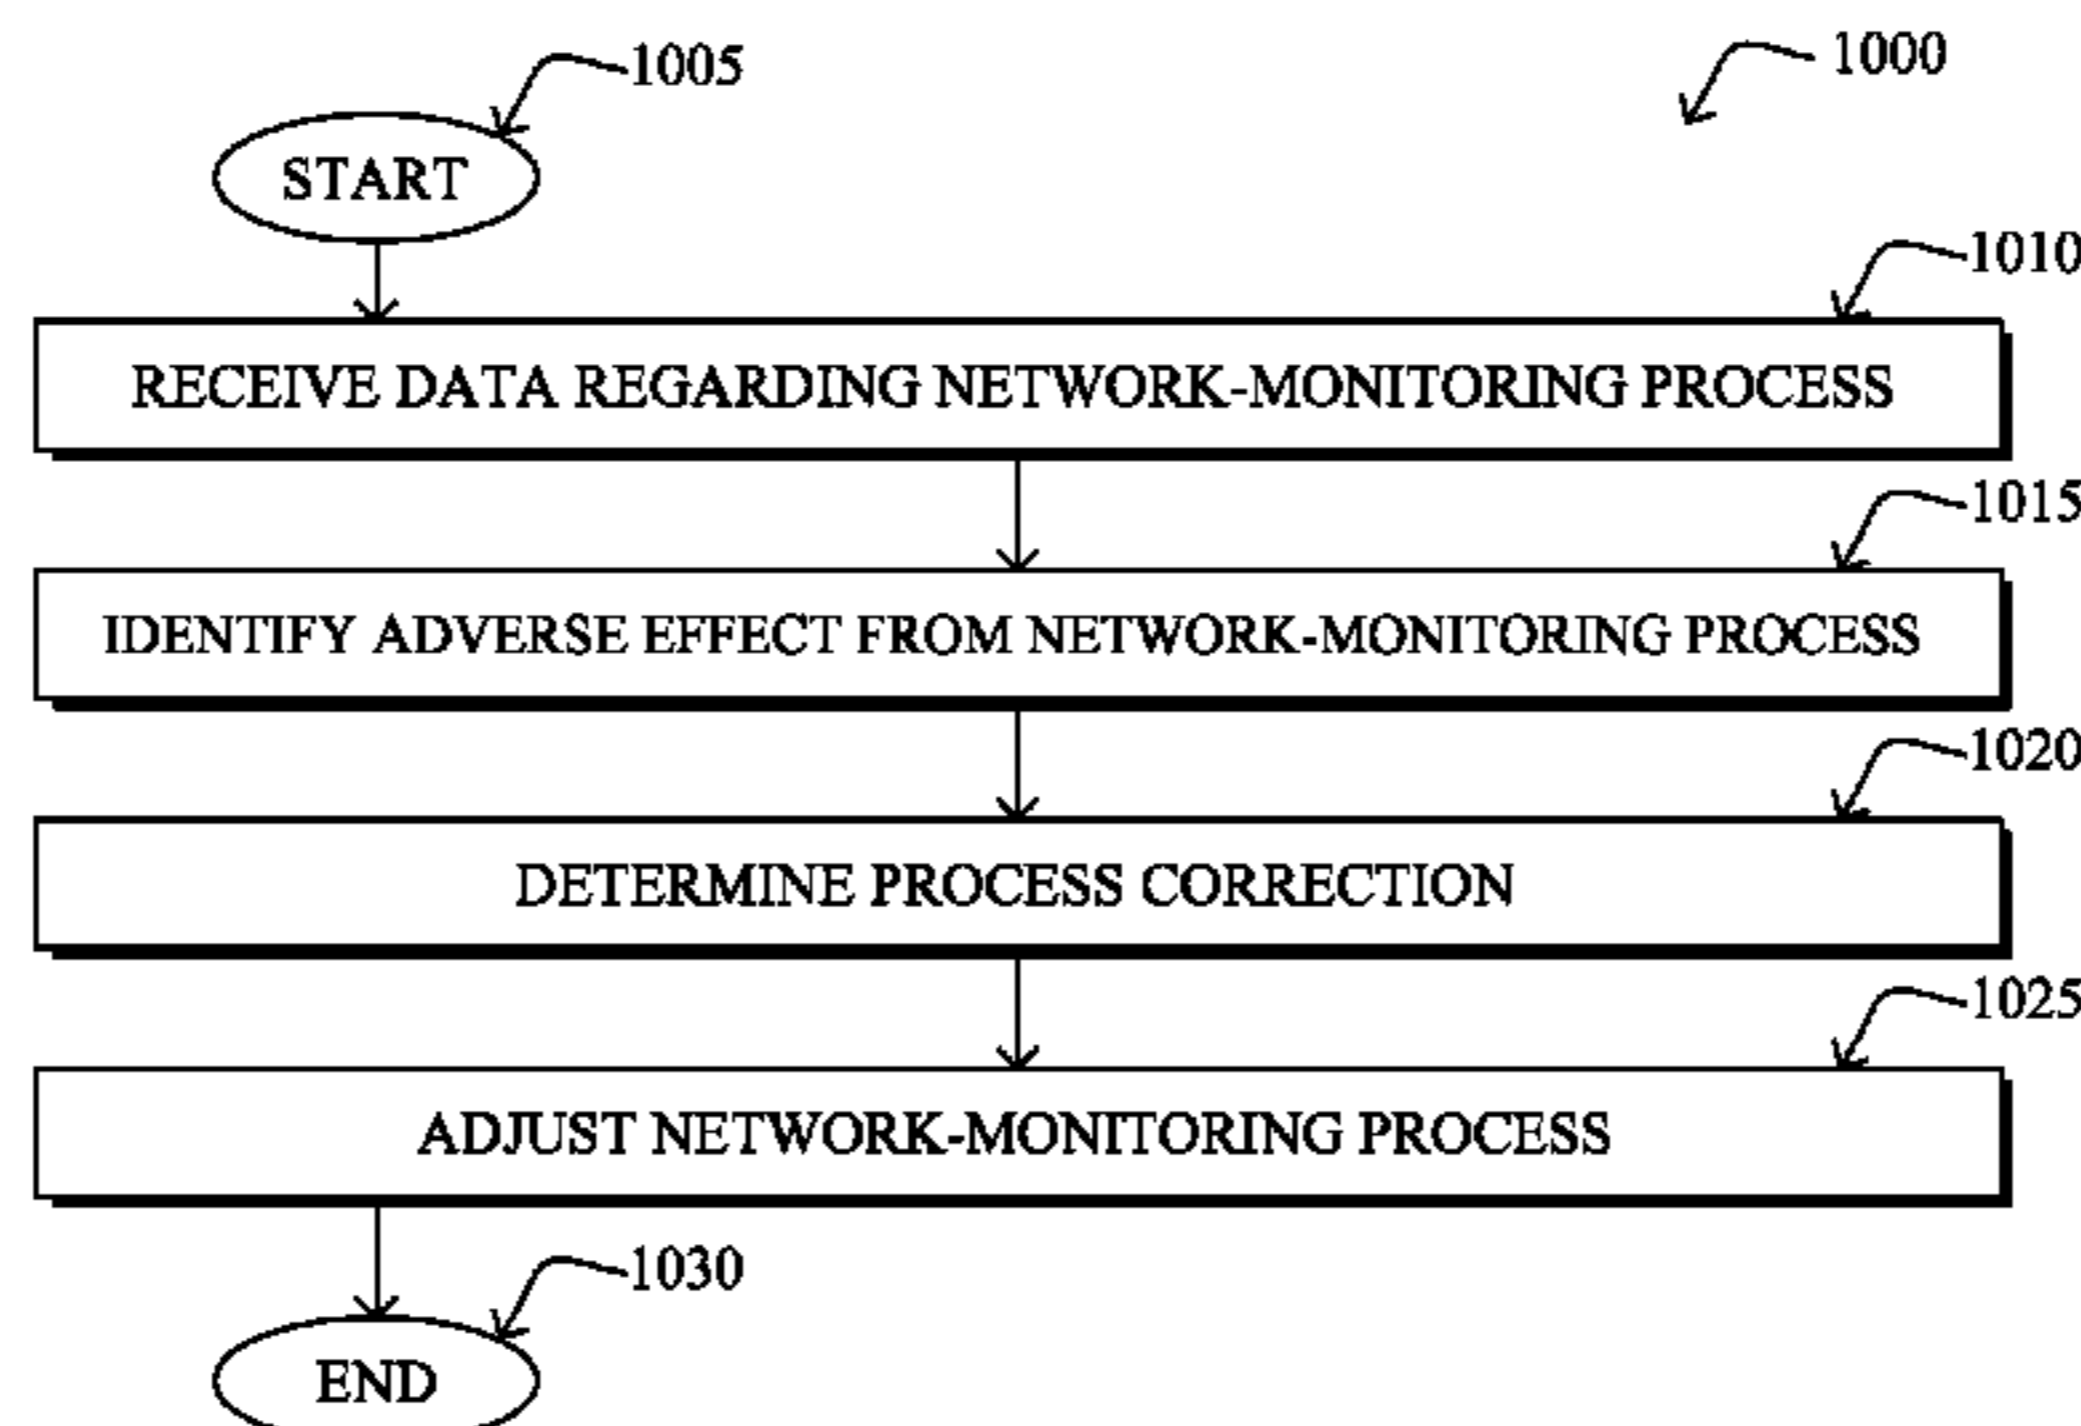 1005
1000
START
1010
RECEIVE DATA REGARDING NETWORK-MONITORING PROCESS
1015
IDENTIFY ADVERSE EFFECT FROM NETWORK-MONITORING PROCESS
1020
DETERMINE PROCESS CORRECTION
1025
ADJUST NETWORK-MONITORING PROCESS
1030
END